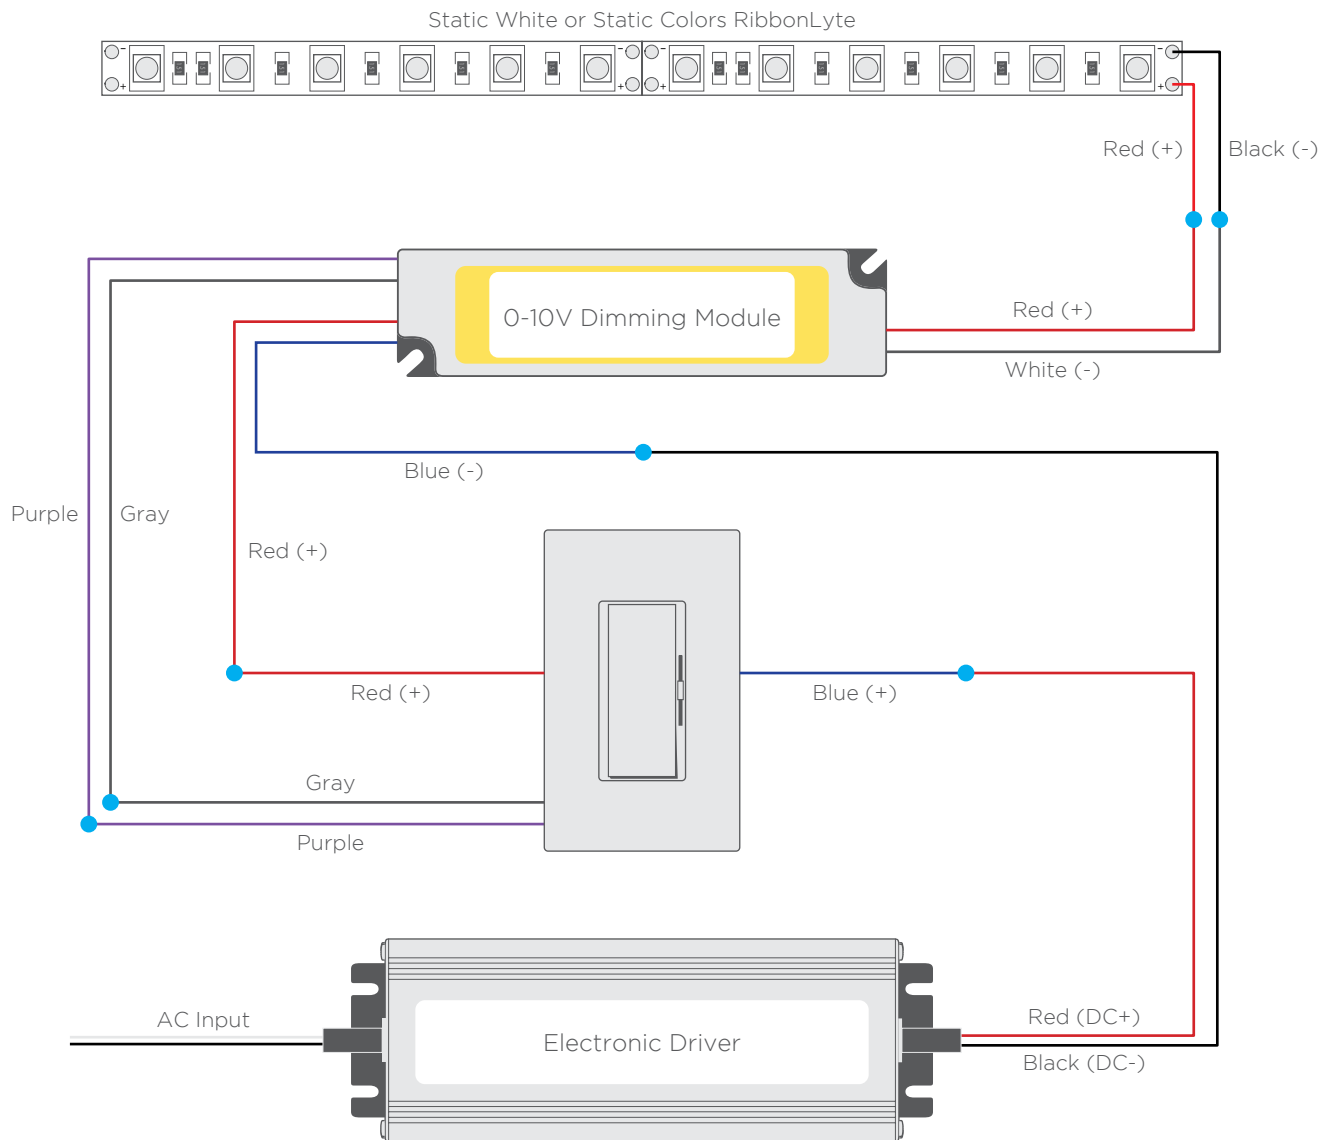 Static White or Static Colors RibbonLyte
- - - -
+ + + +
Red (+)
Black (-)
0-10V Dimming Module
Red (+)
White (-)
Blue (-)
Purple
Gray
Red (+)
Red (+)
Blue (+)
Gray
Purple
AC Input
Electronic Driver
Red (DC+)
Black (DC-)